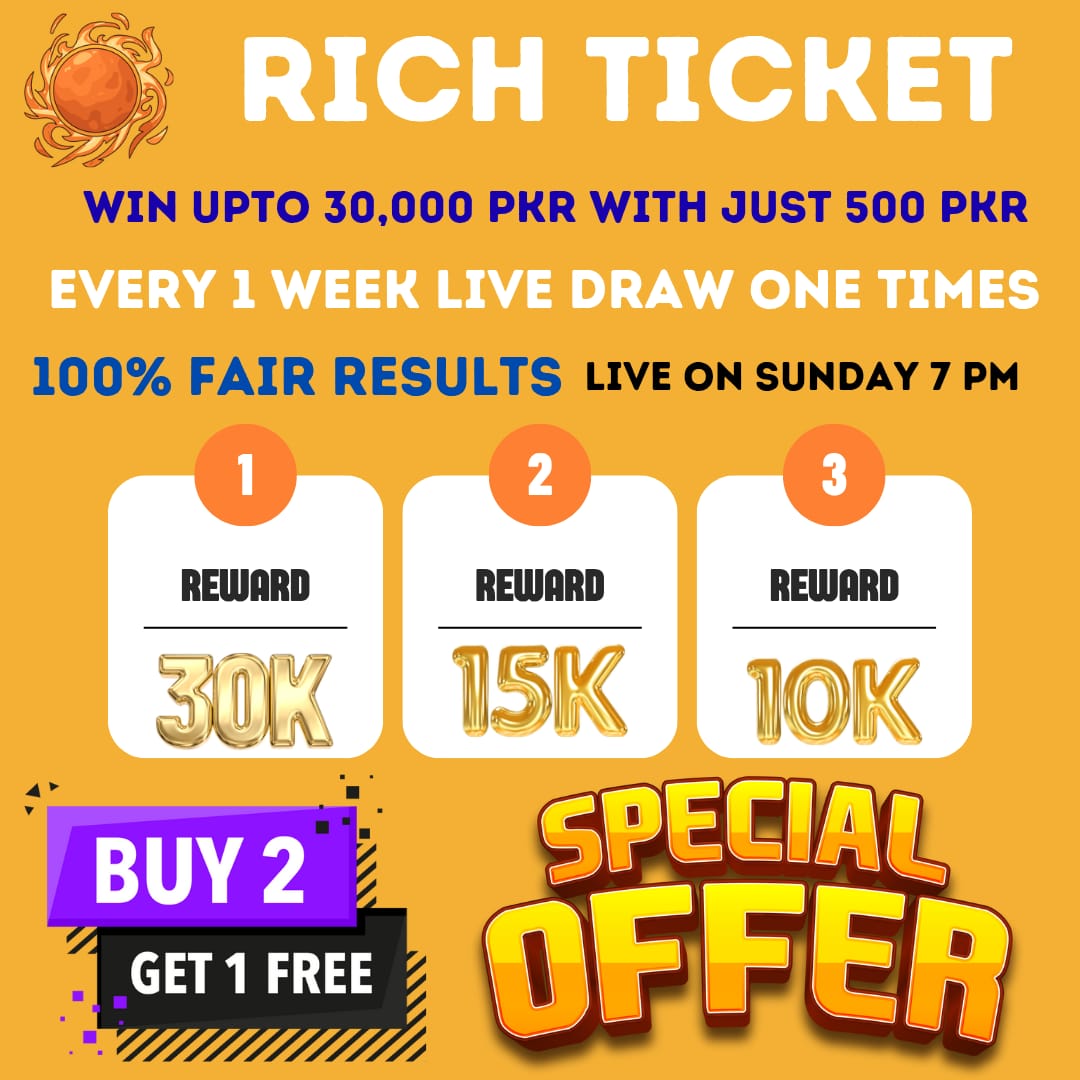 RICH TICKET
WIN UPTO 30,000 PKR WITH JUST 500 PKR
EVERY 1 WEEK LIVE DRAW ONE TIMES
100% FAIR RESULTS LIVE ON SUNDAY 7 PM
1
REWARD
30K
2
REWARD
15K
3
REWARD
10K
BUY 2
GET 1 FREE
SPECIAL
OFFER